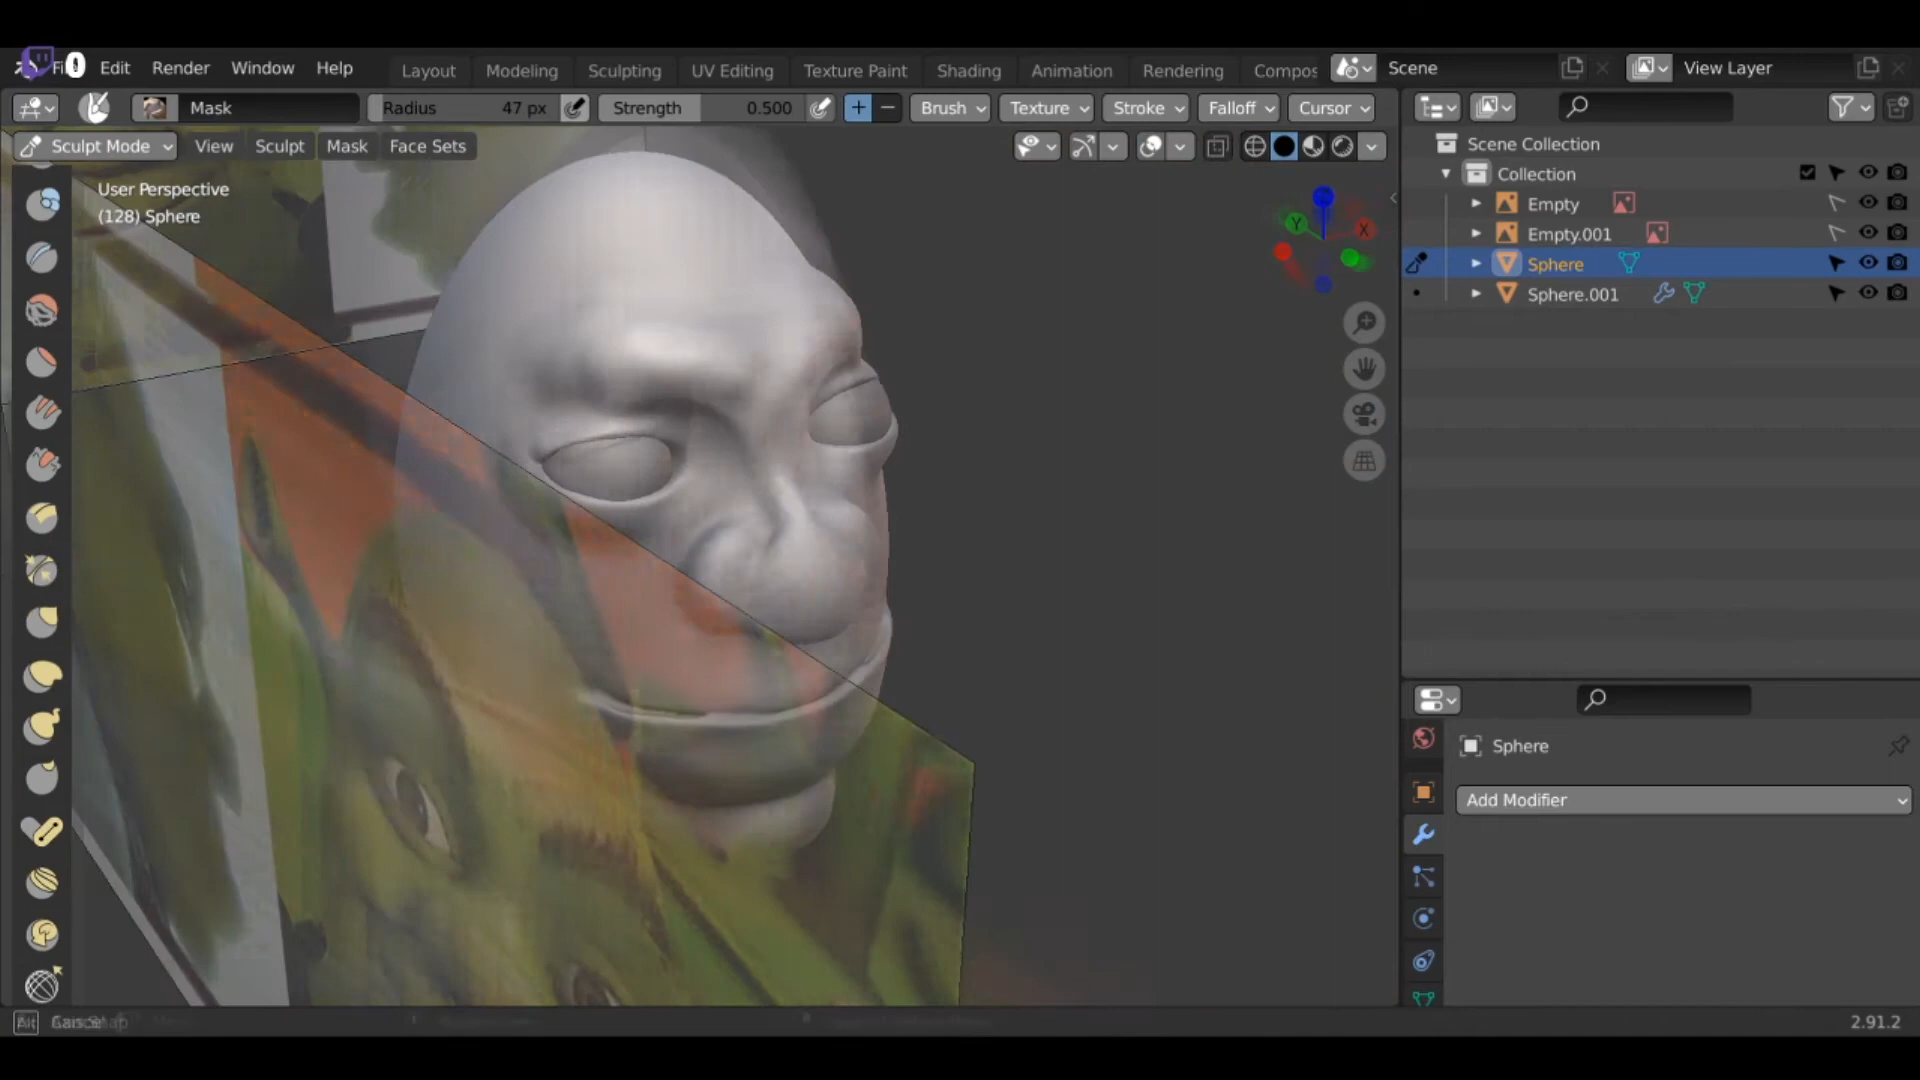 0
Edit Render Window Help Layout Modeling Sculpting UV Editing Texture Paint Shading Animation Rendering Compos Scene View Layer
Mask Radius 47 px Strength 0.500 Brush Texture Stroke Falloff Cursor
Sculpt Mode View Sculpt Mask Face Sets
User Perspective
(128) Sphere
Y X
Scene Collection
Collection
Empty
Empty.001
Sphere
Sphere.001
Sphere
Add Modifier
2.91.2